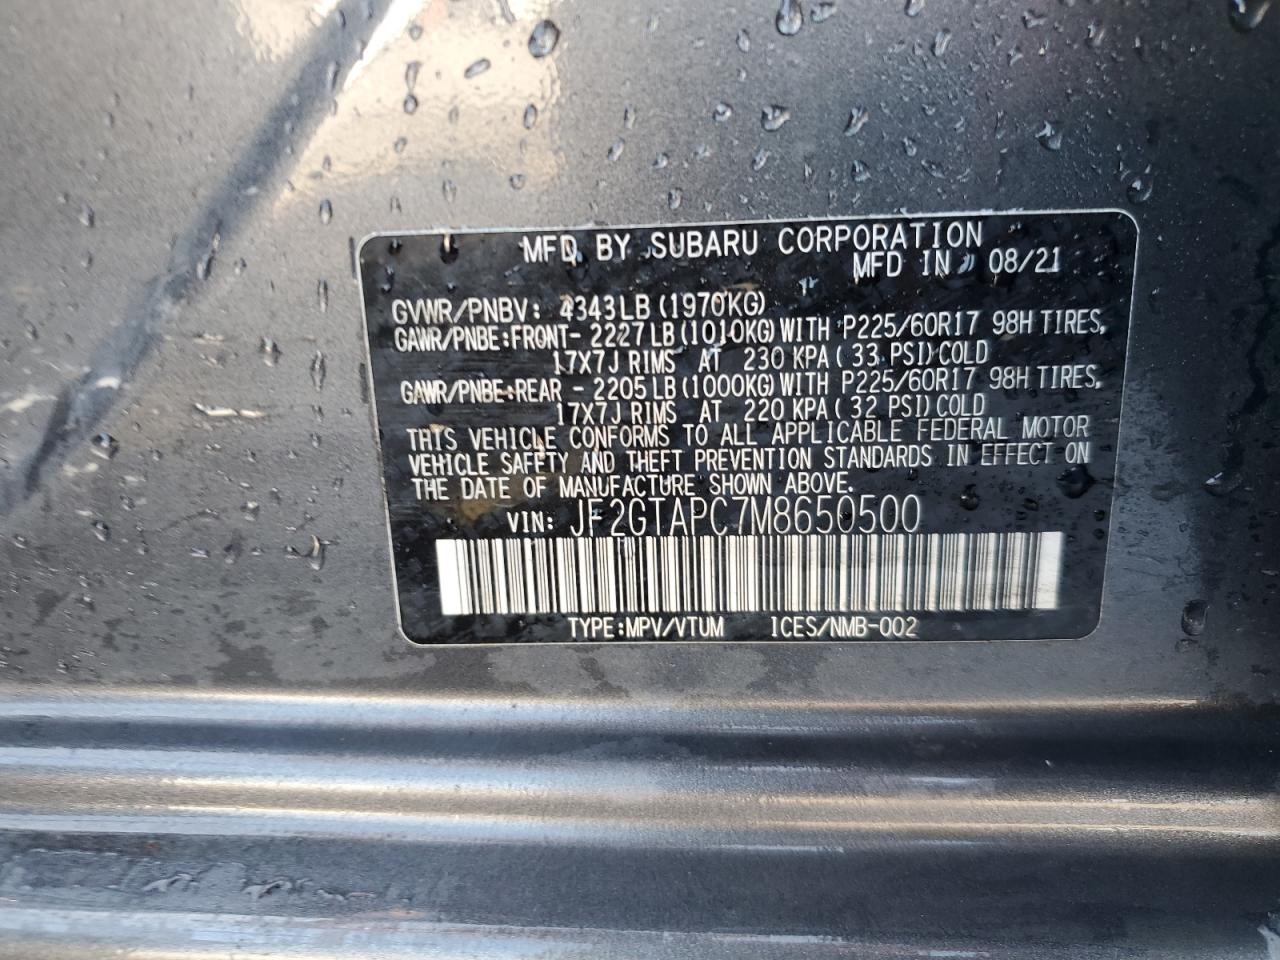 MFD BY SUBARU CORPORATION
MFD IN 08/21
GVWR/PNBV: 4343LB (1970KG)
GAWR/PNBE:FRONT- 2227LB (1010KG) WITH P225/60R17 98H TIRES,
17X7J RIMS AT 230 KPA ( 33 PSI) COLD
GAWR/PNBE:REAR - 2205 LB (1000KG) WITH P225/60R17 98H TIRES,
17X7J RIMS AT 220 KPA ( 32 PSI) COLD
THIS VEHICLE CONFORMS TO ALL APPLICABLE FEDERAL MOTOR
VEHICLE SAFETY AND THEFT PREVENTION STANDARDS IN EFFECT ON
THE DATE OF MANUFACTURE SHOWN ABOVE.
VIN: JF2GTAPC7M8650500
TYPE:MPV/VTUM ICES/NMB-002